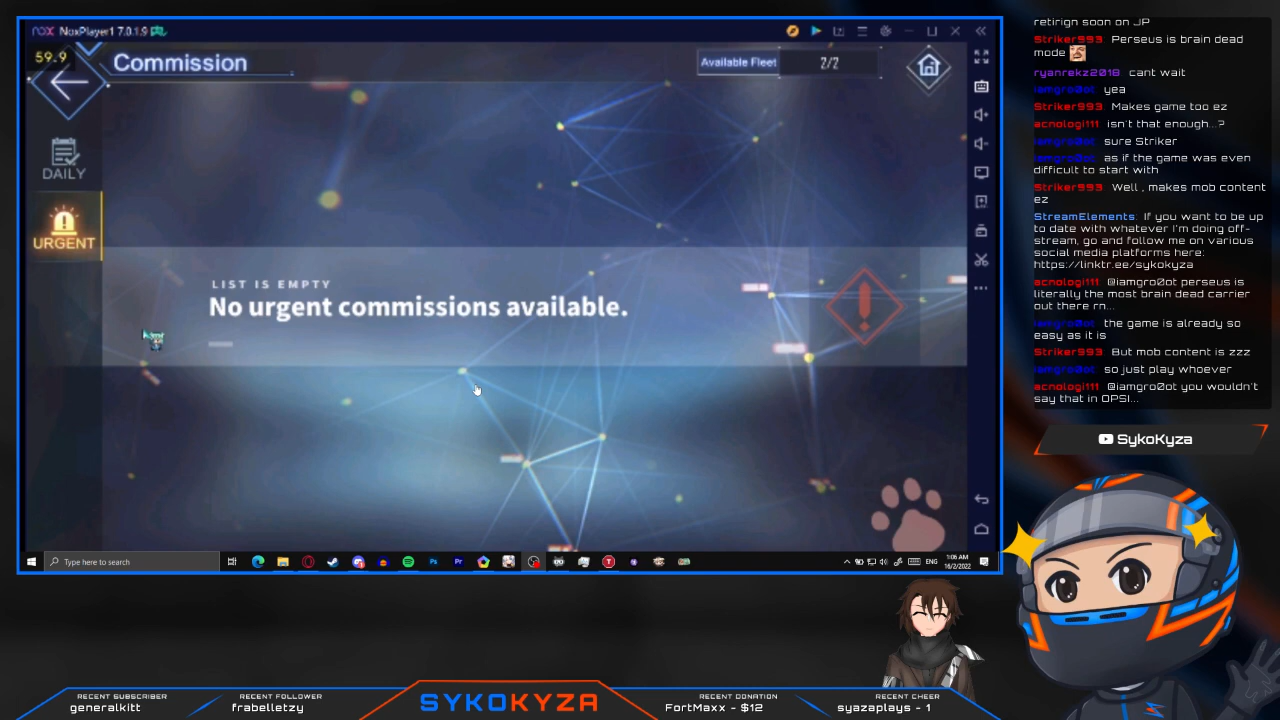 nox NoxPlayer1 7.0.1.9
59.9
Commission
Available Fleet
2/2
DAILY
URGENT
LIST IS EMPTY
No urgent commissions available.
Type here to search
ENG
1:06 AM
16/2/2022
retirign soon on JP
Striker993 Perseus is brain dead
mode
ryanrekz2018 cant wait
iamgro0ot yea
Striker993 Makes game too ez
acnologi111 isn't that enough...?
iamgro0ot sure Striker
iamgro0ot as if the game was even
difficult to start with
Striker993 Well , makes mob content
ez
StreamElements: If you want to be up
to date with whatever I'm doing off-
stream, go and follow me on various
social media platforms here:
https://linktr.ee/sykokyza
acnologi111 @iamgro0ot perseus is
literally the most brain dead carrier
out there rn...
iamgro0ot the game is already so
easy as it is
Striker993 But mob content is zzz
iamgro0ot so just play whoever
acnologi111 @iamgro0ot you wouldn't
say that in OPSI...
SykoKyza
RECENT SUBSCRIBER
generalkitt
RECENT FOLLOWER
frabelletzy
SYKOKYZA
RECENT DONATION
FortMaxx - $12
RECENT CHEER
syazaplays - 1